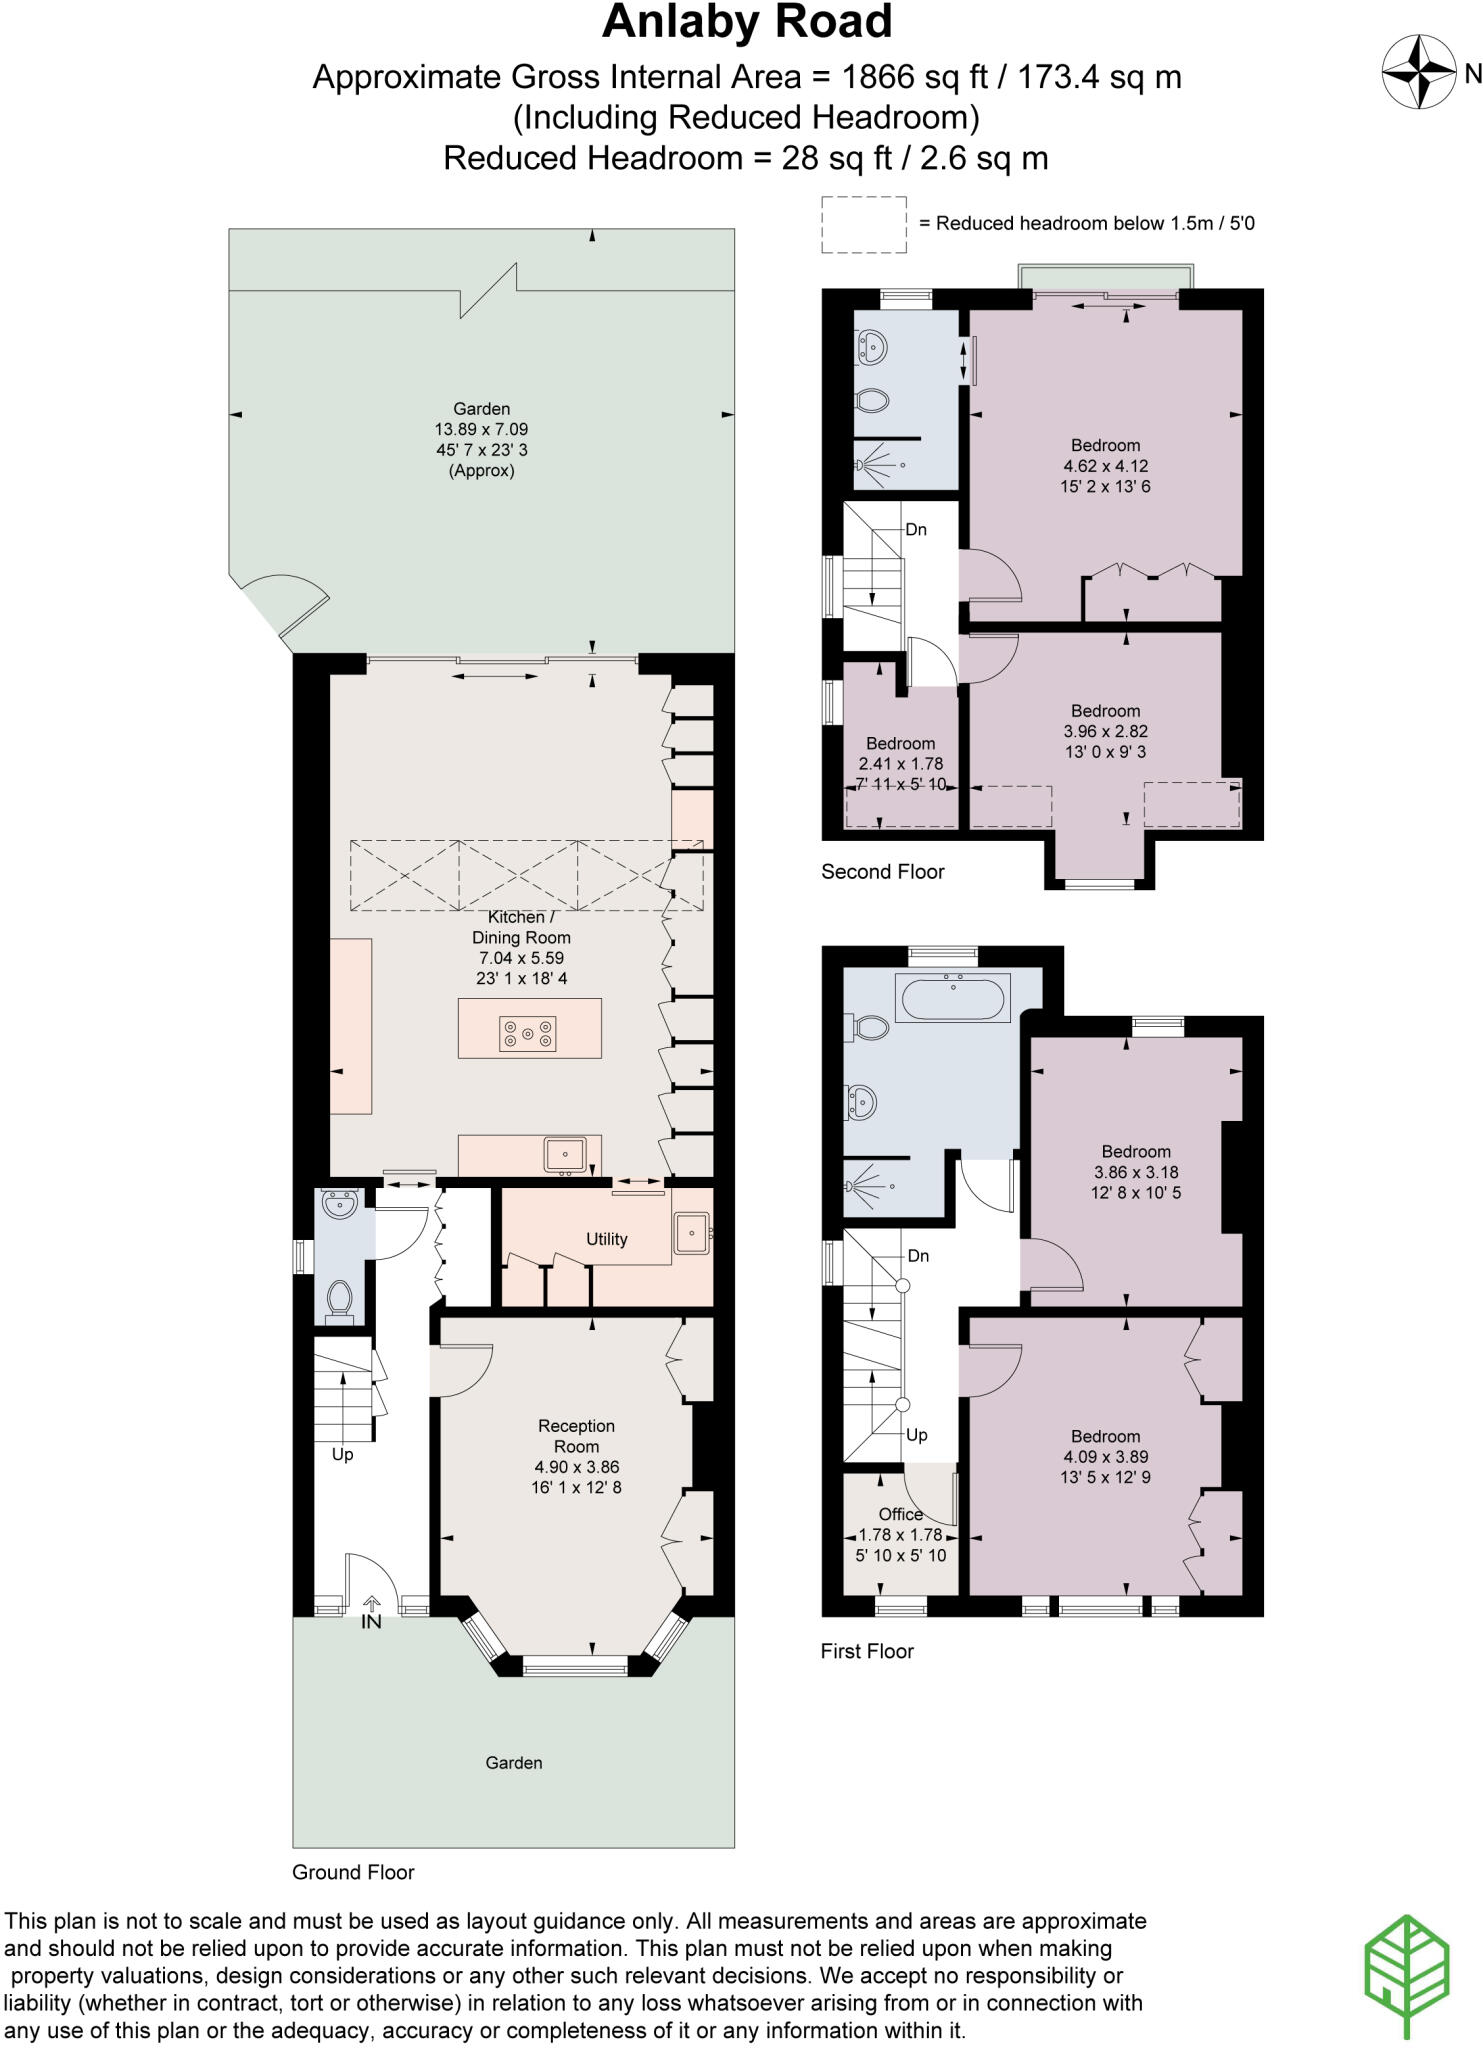 Anlaby Road
Approximate Gross Internal Area = 1866 sq ft / 173.4 sq m
(Including Reduced Headroom)
Reduced Headroom = 28 sq ft / 2.6 sq m
N
= Reduced headroom below 1.5m / 5'0
Garden
13.89 x 7.09
45' 7 x 23' 3
(Approx)
Kitchen /
Dining Room
7.04 x 5.59
23' 1 x 18' 4
Utility
Reception
Room
4.90 x 3.86
16' 1 x 12' 8
Up
IN
Garden
Ground Floor
Bedroom
4.62 x 4.12
15' 2 x 13' 6
Dn
Bedroom
3.96 x 2.82
13' 0 x 9' 3
Bedroom
2.41 x 1.78
7' 11 x 5' 10
Second Floor
Bedroom
3.86 x 3.18
12' 8 x 10' 5
Dn
Up
Bedroom
4.09 x 3.89
13' 5 x 12' 9
Office
1.78 x 1.78
5' 10 x 5' 10
First Floor
This plan is not to scale and must be used as layout guidance only. All measurements and areas are approximate
and should not be relied upon to provide accurate information. This plan must not be relied upon when making
property valuations, design considerations or any other such relevant decisions. We accept no responsibility or
liability (whether in contract, tort or otherwise) in relation to any loss whatsoever arising from or in connection with
any use of this plan or the adequacy, accuracy or completeness of it or any information within it.